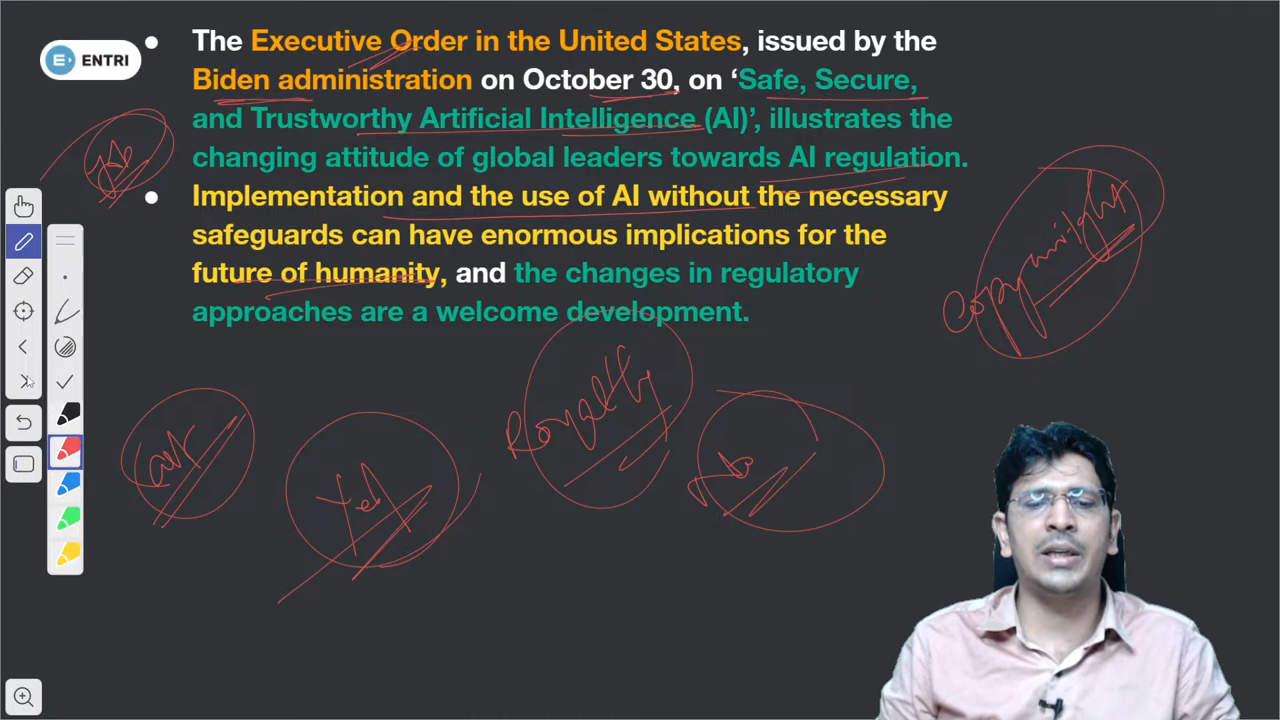 ENTRI
• The Executive Order in the United States, issued by the
Biden administration on October 30, on ‘Safe, Secure,
and Trustworthy Artificial Intelligence (AI)’, illustrates the
changing attitude of global leaders towards AI regulation.
• Implementation and the use of AI without the necessary
safeguards can have enormous implications for the
future of humanity, and the changes in regulatory
approaches are a welcome development.
Royalty
No